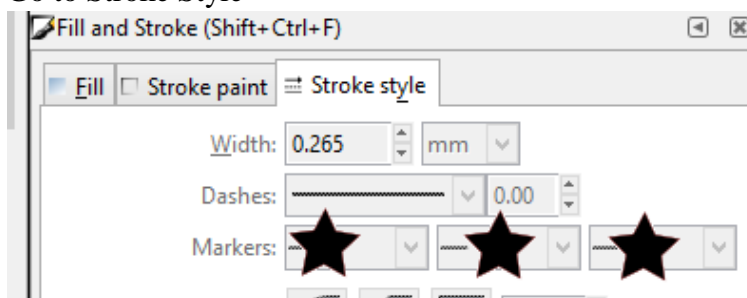 Go to Stroke Style
Fill and Stroke (Shift+Ctrl+F)
Fill Stroke paint Stroke style
Width: 0.265 mm
Dashes: 0.00
Markers: